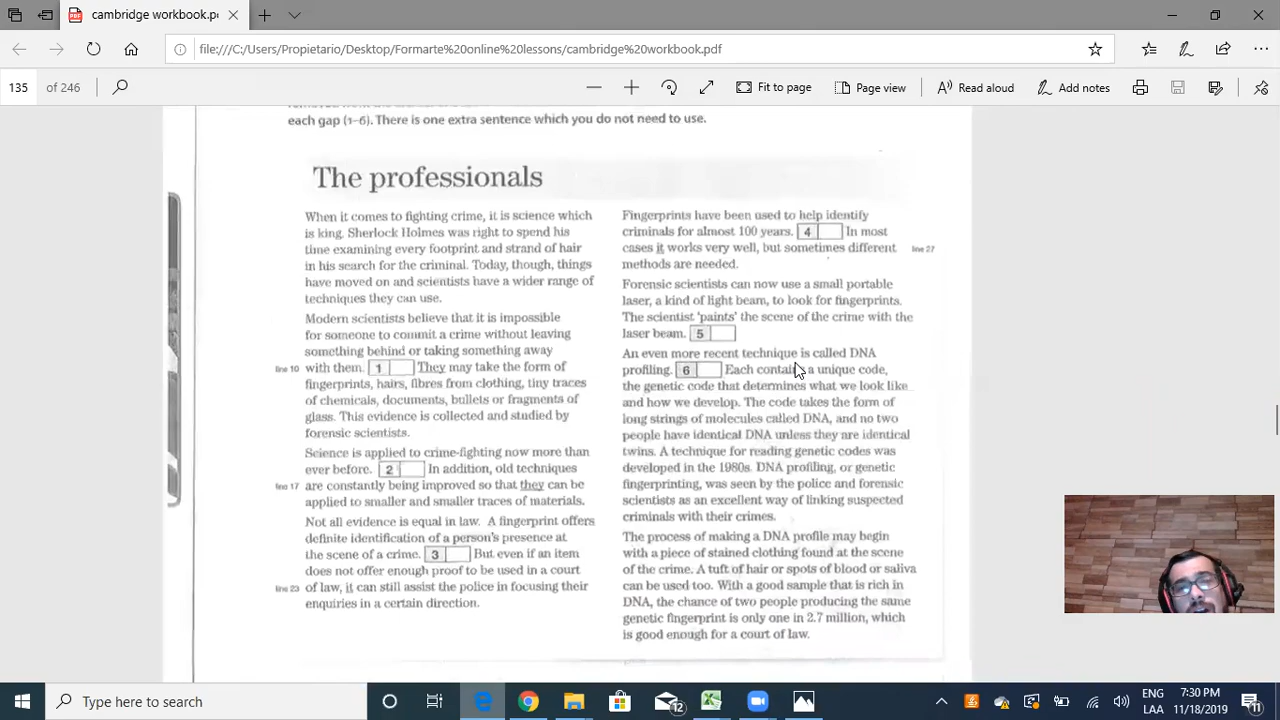 cambridge workbook.p
file:///C:/Users/Propietario/Desktop/Formarte%20online%20lessons/cambridge%20workbook.pdf
135 of 246
Fit to page
Page view
Read aloud
Add notes
each gap (1–6). There is one extra sentence which you do not need to use.
The professionals
When it comes to fighting crime, it is science which
is king. Sherlock Holmes was right to spend his
time examining every footprint and strand of hair
in his search for the criminal. Today, though, things
have moved on and scientists have a wider range of
techniques they can use.
Modern scientists believe that it is impossible
for someone to commit a crime without leaving
something behind or taking something away
line 10 with them. 1 They may take the form of
fingerprints, hairs, fibres from clothing, tiny traces
of chemicals, documents, bullets or fragments of
glass. This evidence is collected and studied by
forensic scientists.
Science is applied to crime-fighting now more than
ever before. 2 In addition, old techniques
line 17 are constantly being improved so that they can be
applied to smaller and smaller traces of materials.
Not all evidence is equal in law. A fingerprint offers
definite identification of a person's presence at
the scene of a crime. 3 But even if an item
does not offer enough proof to be used in a court
line 23 of law, it can still assist the police in focusing their
enquiries in a certain direction.
Fingerprints have been used to help identify
criminals for almost 100 years. 4 In most
cases it works very well, but sometimes different line 27
methods are needed.
Forensic scientists can now use a small portable
laser, a kind of light beam, to look for fingerprints.
The scientist 'paints' the scene of the crime with the
laser beam. 5
An even more recent technique is called DNA
profiling. 6 Each contains a unique code,
the genetic code that determines what we look like
and how we develop. The code takes the form of
long strings of molecules called DNA, and no two
people have identical DNA unless they are identical
twins. A technique for reading genetic codes was
developed in the 1980s. DNA profiling, or genetic
fingerprinting, was seen by the police and forensic
scientists as an excellent way of linking suspected
criminals with their crimes.
The process of making a DNA profile may begin
with a piece of stained clothing found at the scene
of the crime. A tuft of hair or spots of blood or saliva
can be used too. With a good sample that is rich in
DNA, the chance of two people producing the same
genetic fingerprint is only one in 2.7 million, which
is good enough for a court of law.
Type here to search
12
ENG
LAA
7:30 PM
11/18/2019
11